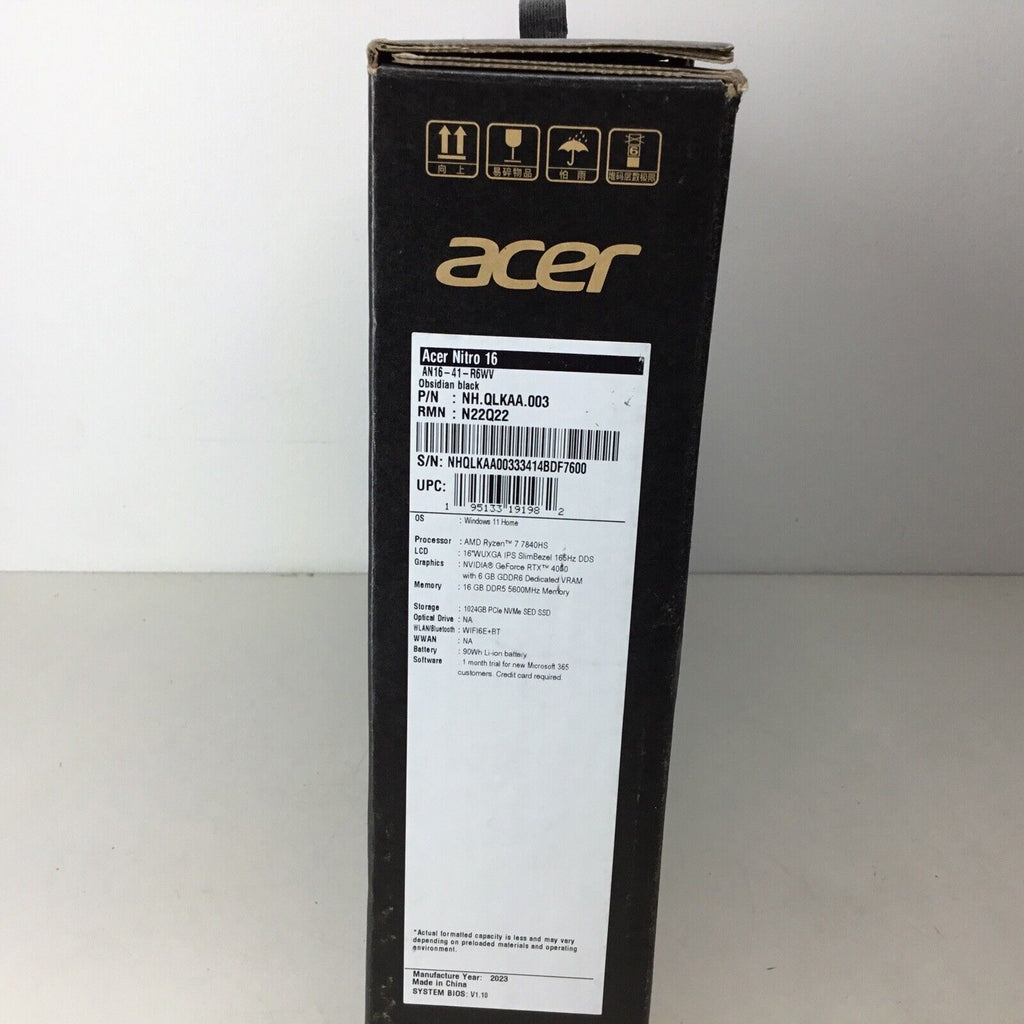 向上 易碎物品 怕雨 6 堆码层数极限
acer
Acer Nitro 16
AN16-41-R6WV
Obsidian black
P/N : NH.QLKAA.003
RMN : N22Q22
S/N: NHQLKAA00333414BDF7600
UPC:
1 95133 19198 2
OS : Windows 11 Home
Processor : AMD Ryzen™ 7 7840HS
LCD : 16"WUXGA IPS SlimBezel 165Hz DDS
Graphics : NVIDIA® GeForce RTX™ 4050
with 6 GB GDDR6 Dedicated VRAM
Memory : 16 GB DDR5 5600MHz Memory
Storage : 1024GB PCIe NVMe SED SSD
Optical Drive : NA
WLAN/Bluetooth : WIFI6E+BT
WWAN : NA
Battery : 90Wh Li-ion battery
Software : 1 month trial for new Microsoft 365
customers. Credit card required.
*Actual formatted capacity is less and may vary
depending on preloaded materials and operating
environment.
Manufacture Year: 2023
Made in China
SYSTEM BIOS: V1.10